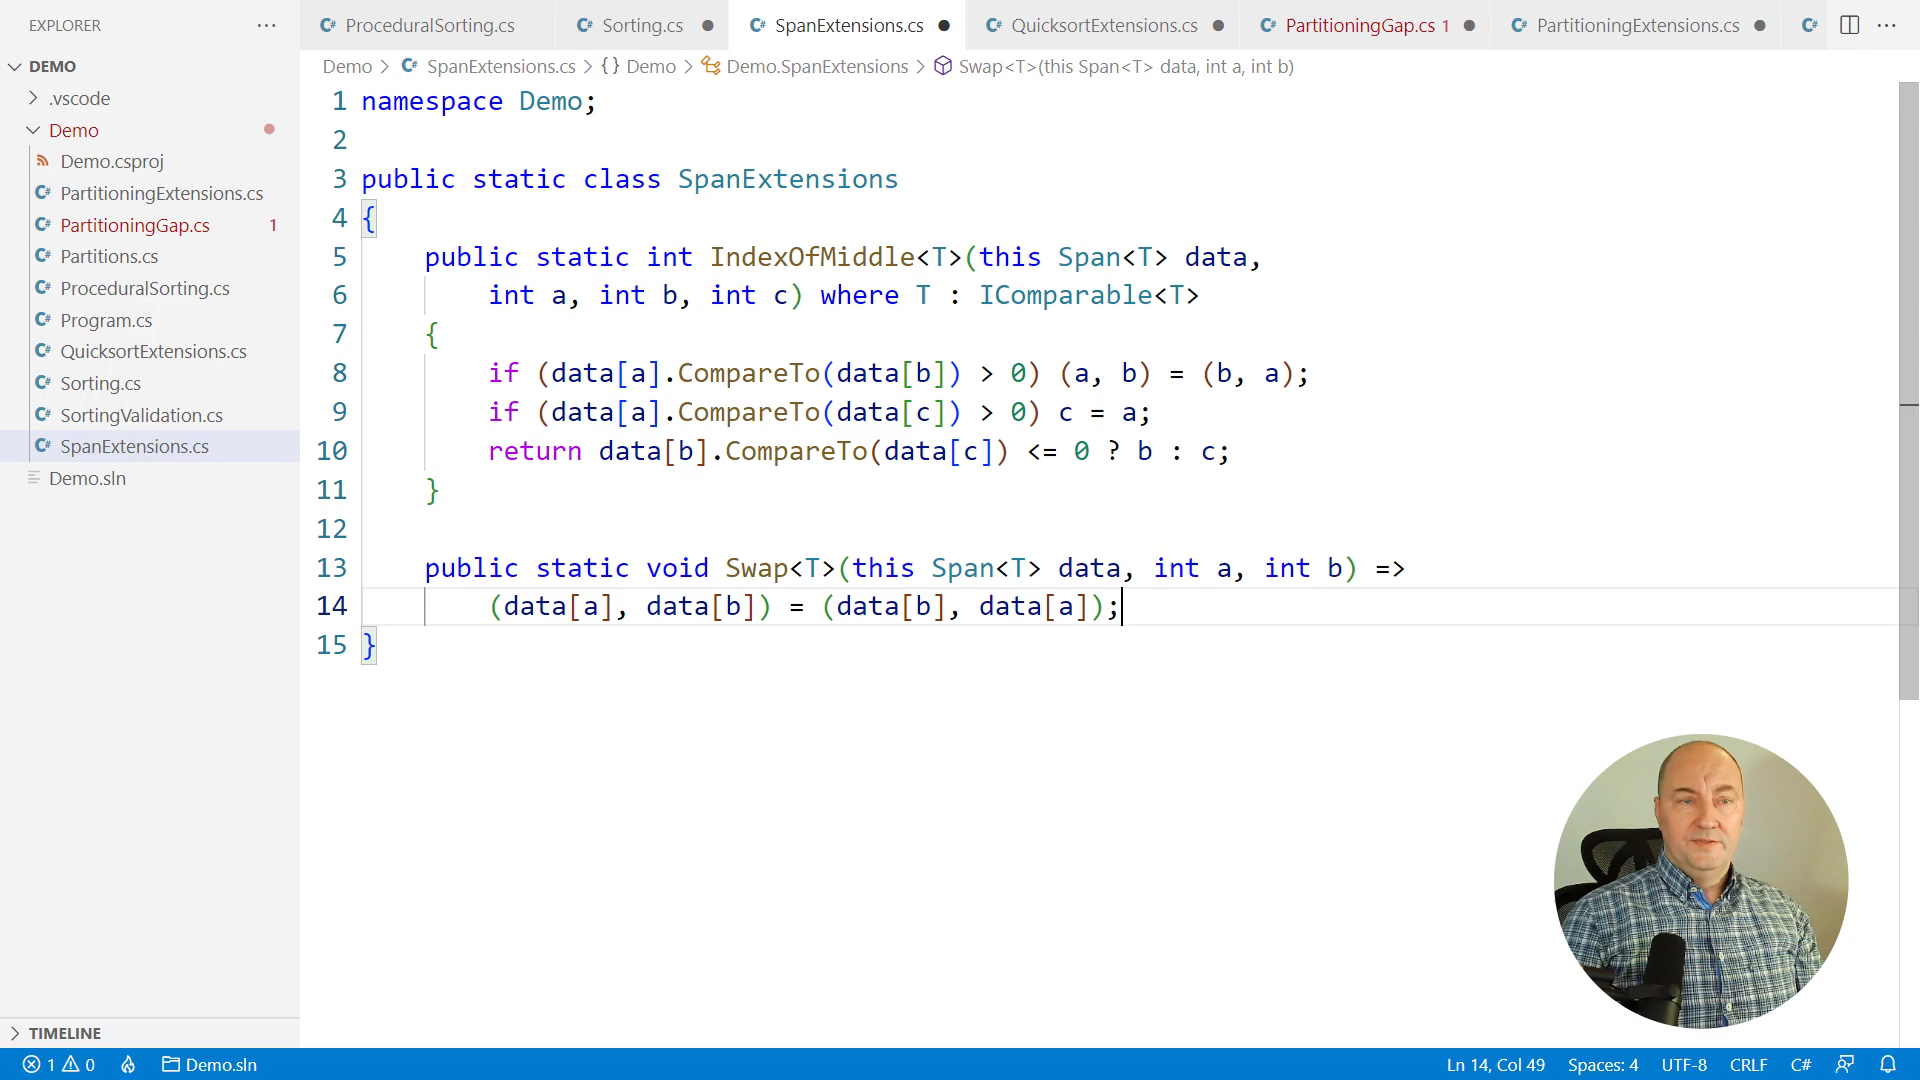 EXPLORER
DEMO
.vscode
Demo
Demo.csproj
PartitioningExtensions.cs
PartitioningGap.cs 1
Partitions.cs
ProceduralSorting.cs
Program.cs
QuicksortExtensions.cs
Sorting.cs
SortingValidation.cs
SpanExtensions.cs
Demo.sln
TIMELINE
ProceduralSorting.cs Sorting.cs SpanExtensions.cs QuicksortExtensions.cs PartitioningGap.cs 1 PartitioningExtensions.cs
Demo > SpanExtensions.cs > {} Demo > Demo.SpanExtensions > Swap<T>(this Span<T> data, int a, int b)
1 namespace Demo;
2
3 public static class SpanExtensions
4 {
5     public static int IndexOfMiddle<T>(this Span<T> data,
6         int a, int b, int c) where T : IComparable<T>
7     {
8         if (data[a].CompareTo(data[b]) > 0) (a, b) = (b, a);
9         if (data[a].CompareTo(data[c]) > 0) c = a;
10         return data[b].CompareTo(data[c]) <= 0 ? b : c;
11     }
12
13     public static void Swap<T>(this Span<T> data, int a, int b) =>
14         (data[a], data[b]) = (data[b], data[a]);
15 }
1 0 Demo.sln Ln 14, Col 49 Spaces: 4 UTF-8 CRLF C#